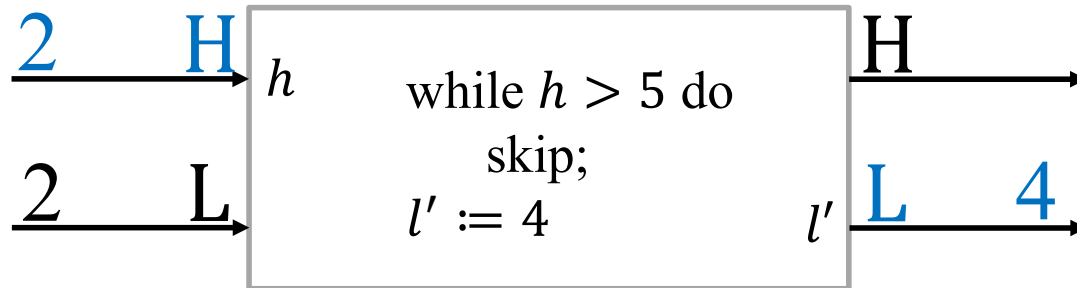 2 H h while ℎ > 5 do H
skip;
2 L 𝑙′ ≔ 4 𝑙′ L 4